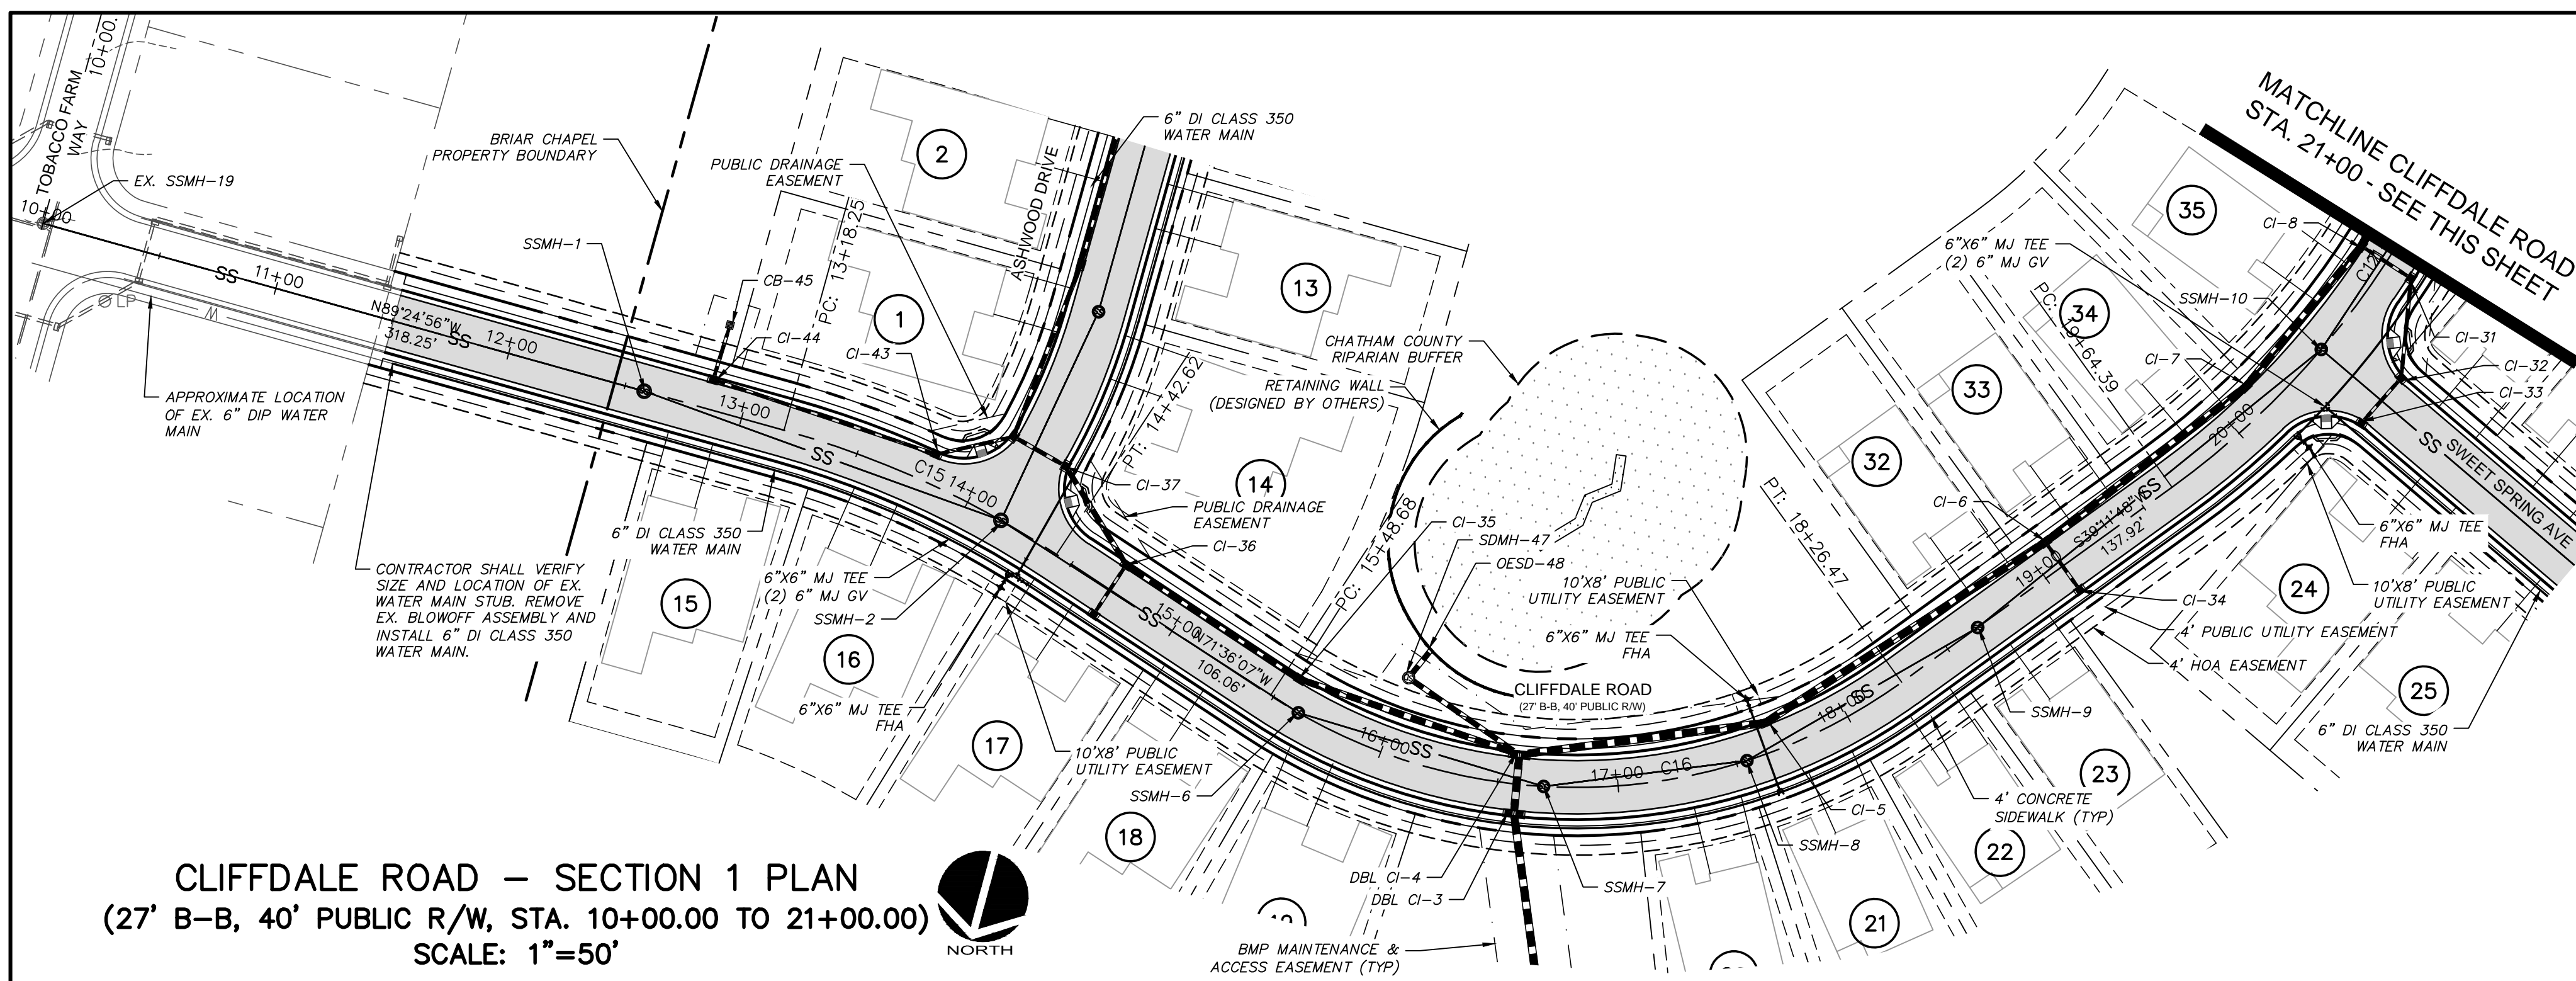 TOBACCO FARM
WAY
10+00.
EX. SSMH-19
10+00
SS
11+00
LP
W
N89°24'56"W
318.25'
SS
12+00
APPROXIMATE LOCATION
OF EX. 6" DIP WATER
MAIN
CONTRACTOR SHALL VERIFY
SIZE AND LOCATION OF EX.
WATER MAIN STUB. REMOVE
EX. BLOWOFF ASSEMBLY AND
INSTALL 6" DI CLASS 350
WATER MAIN.
BRIAR CHAPEL
PROPERTY BOUNDARY
SSMH-1
CB-45
CI-44
CI-43
PC: 13+18.25
PUBLIC DRAINAGE
EASEMENT
2
1
ASHWOOD DRIVE
6" DI CLASS 350
WATER MAIN
13
13+00
SS
C15
14+00
PT: 14+42.62
14
CI-37
PUBLIC DRAINAGE
EASEMENT
CI-36
6" DI CLASS 350
WATER MAIN
15
6"X6" MJ TEE
(2) 6" MJ GV
SSMH-2
16
6"X6" MJ TEE
FHA
17
10'X8' PUBLIC
UTILITY EASEMENT
SSMH-6
18
15+00
SS
N71°36'07"W
106.06'
CHATHAM COUNTY
RIPARIAN BUFFER
RETAINING WALL
(DESIGNED BY OTHERS)
PC: 15+48.68
CI-35
SDMH-47
OESD-48
10'X8' PUBLIC
UTILITY EASEMENT
6"X6" MJ TEE
FHA
CLIFFDALE ROAD
(27' B-B, 40' PUBLIC R/W)
16+00
SS
17+00
C16
DBL CI-4
DBL CI-3
SSMH-7
SSMH-8
CI-5
BMP MAINTENANCE &
ACCESS EASEMENT (TYP)
21
22
23
4' CONCRETE
SIDEWALK (TYP)
SSMH-9
18+00
SS
PT: 18+26.47
32
33
34
35
CI-6
19+00
S39°11'48"W
137.92'
SS
PC: 19+64.39
20+00
CI-7
SSMH-10
6"X6" MJ TEE
(2) 6" MJ GV
CI-8
C12
MATCHLINE CLIFFDALE ROAD
STA. 21+00 - SEE THIS SHEET
CI-31
CI-32
CI-33
SS
SWEET SPRING AVE
6"X6" MJ TEE
FHA
10'X8' PUBLIC
UTILITY EASEMENT
24
CI-34
4' PUBLIC UTILITY EASEMENT
4' HOA EASEMENT
25
6" DI CLASS 350
WATER MAIN
CLIFFDALE ROAD – SECTION 1 PLAN
(27' B-B, 40' PUBLIC R/W, STA. 10+00.00 TO 21+00.00)
SCALE: 1"=50'
NORTH